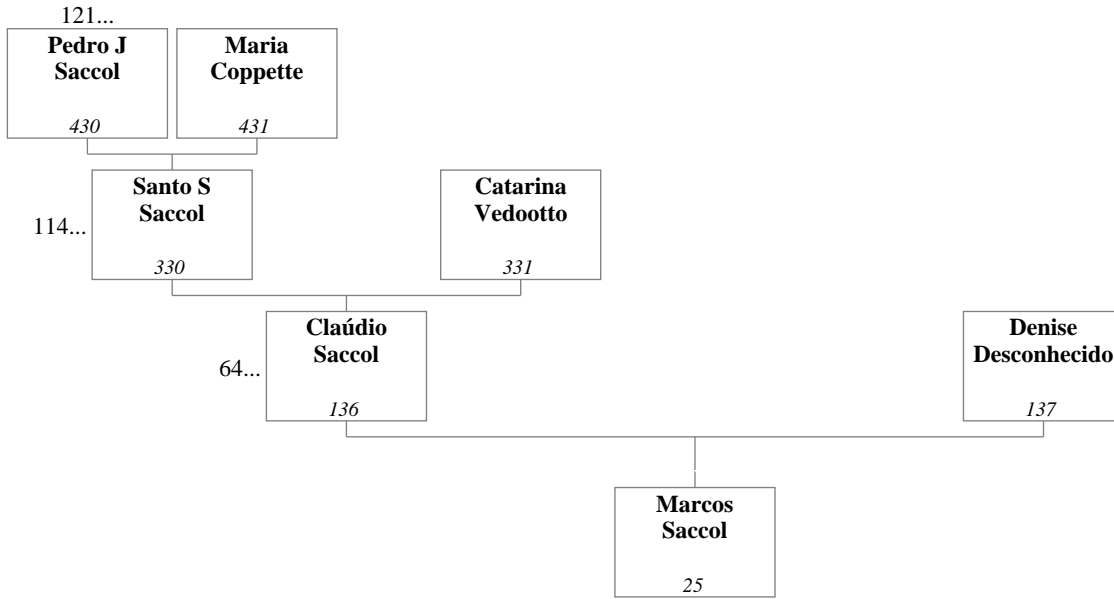 121...
Pedro J
Saccol
430
Maria
Coppette
431
114...
Santo S
Saccol
330
Catarina
Vedootto
331
64...
Claúdio
Saccol
136
Denise
Desconhecido
137
Marcos
Saccol
25